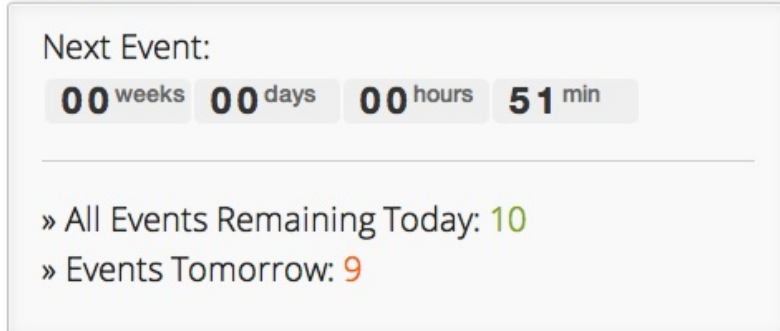 Next Event:
00 weeks 00 days 00 hours 51 min
» All Events Remaining Today: 10
» Events Tomorrow: 9